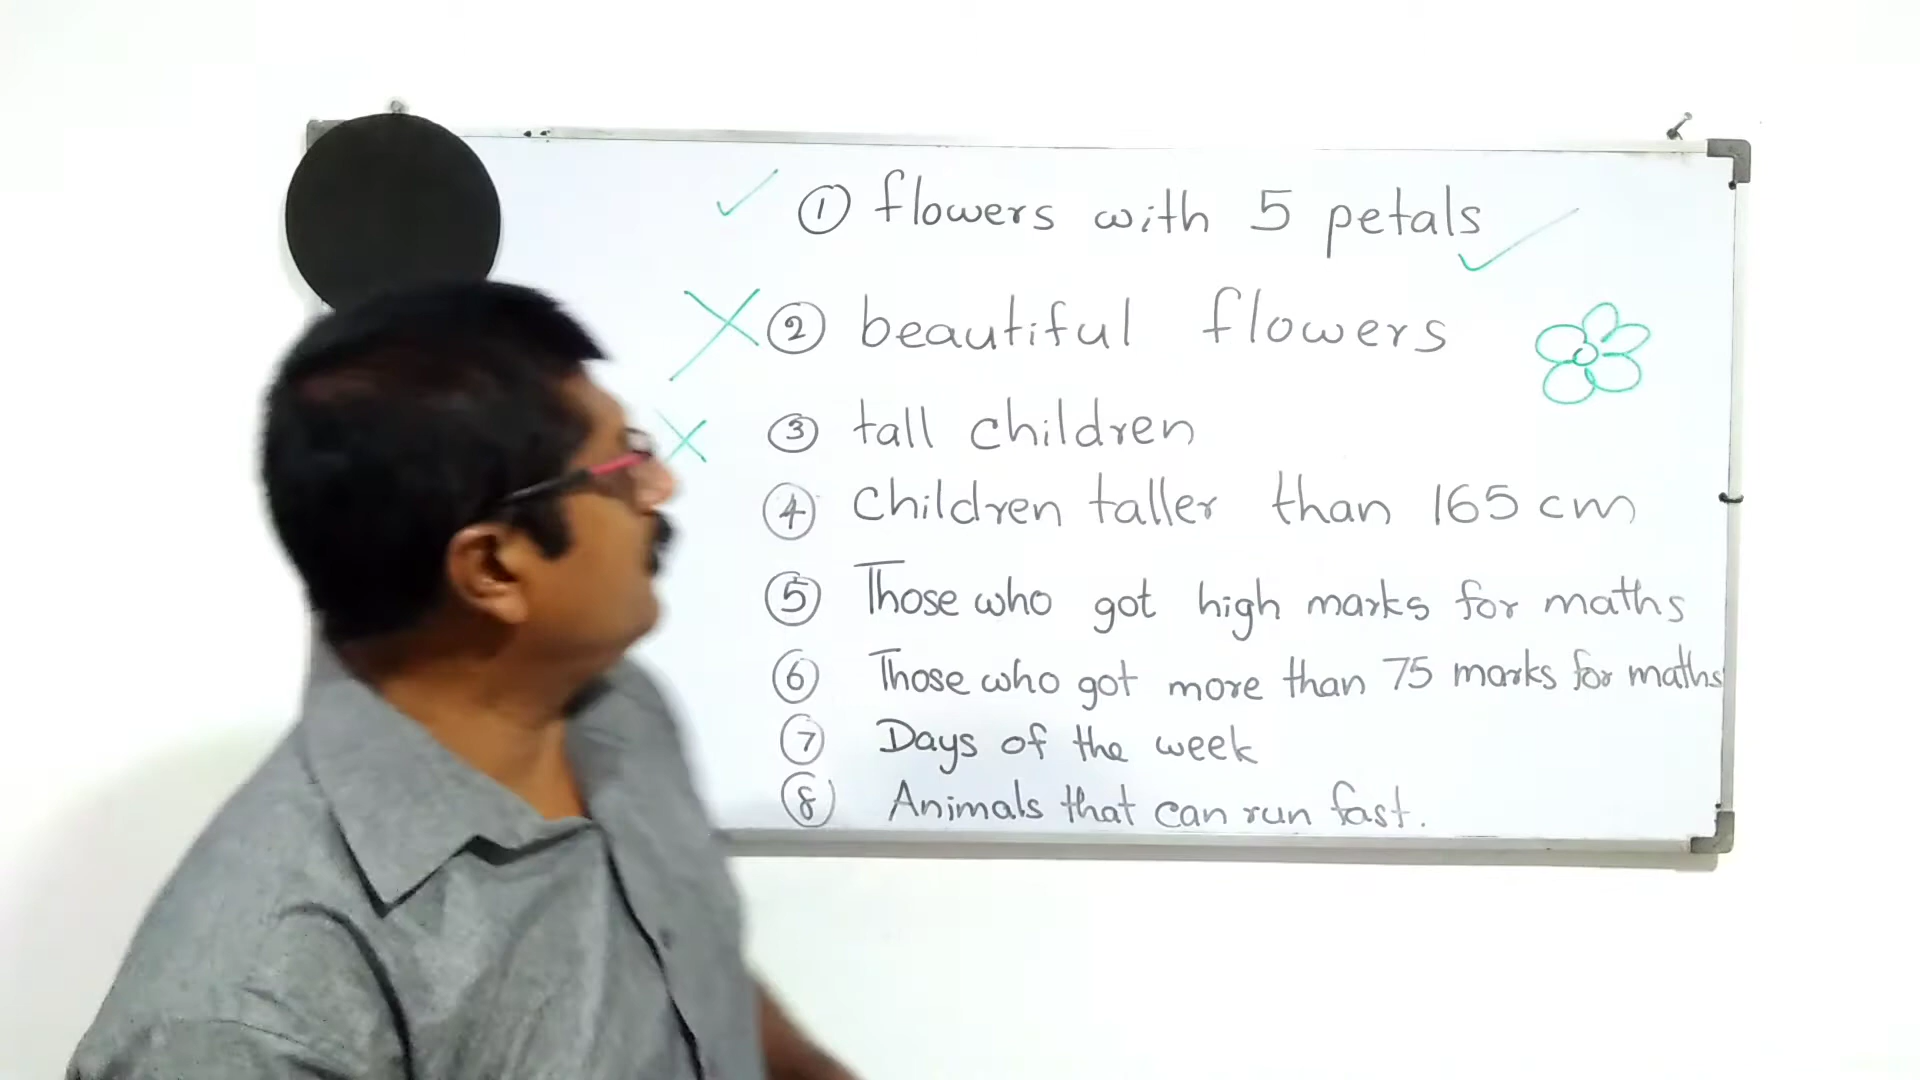 ① flowers with 5 petals
② beautiful flowers
③ tall children
④ Children taller than 165 cm
⑤ Those who got high marks for maths
⑥ Those who got more than 75 marks for maths
⑦ Days of the week
⑧ Animals that can run fast.